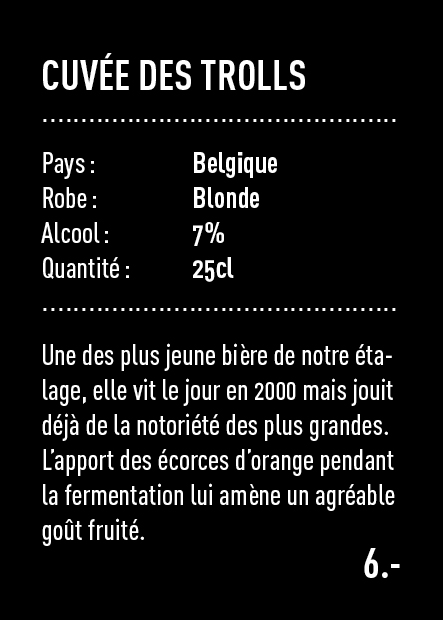 CUVÉE DES TROLLS
Pays : Belgique
Robe : Blonde
Alcool : 7%
Quantité : 25cl
Une des plus jeune bière de notre éta-
lage, elle vit le jour en 2000 mais jouit
déjà de la notoriété des plus grandes.
L’apport des écorces d’orange pendant
la fermentation lui amène un agréable
goût fruité.
6.-